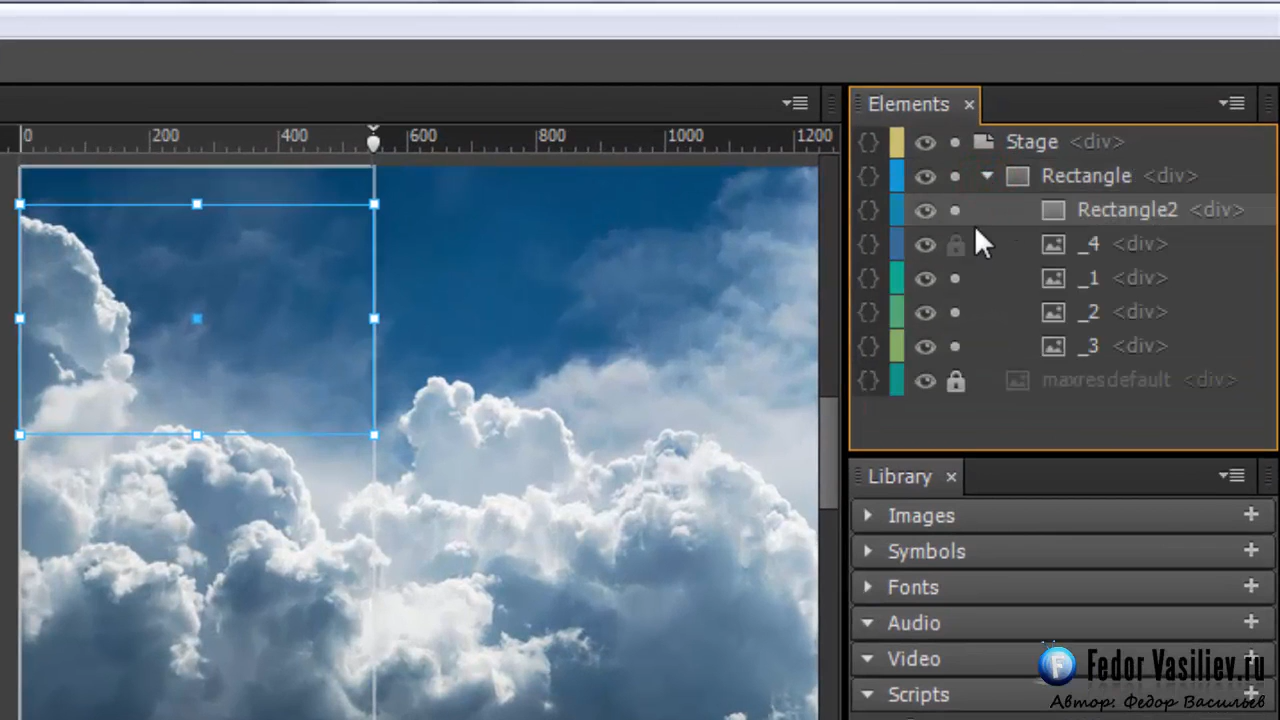 Elements ×
0 200 400 600 800 1000 1200
{} Stage <div>
{} Rectangle <div>
{} Rectangle2 <div>
{} _4 <div>
{} _1 <div>
{} _2 <div>
{} _3 <div>
{} maxresdefault <div>
Library ×
Images +
Symbols +
Fonts +
Audio +
Video +
Scripts +
F Fedor Vasiliev.ru
Автор: Федор Васильев